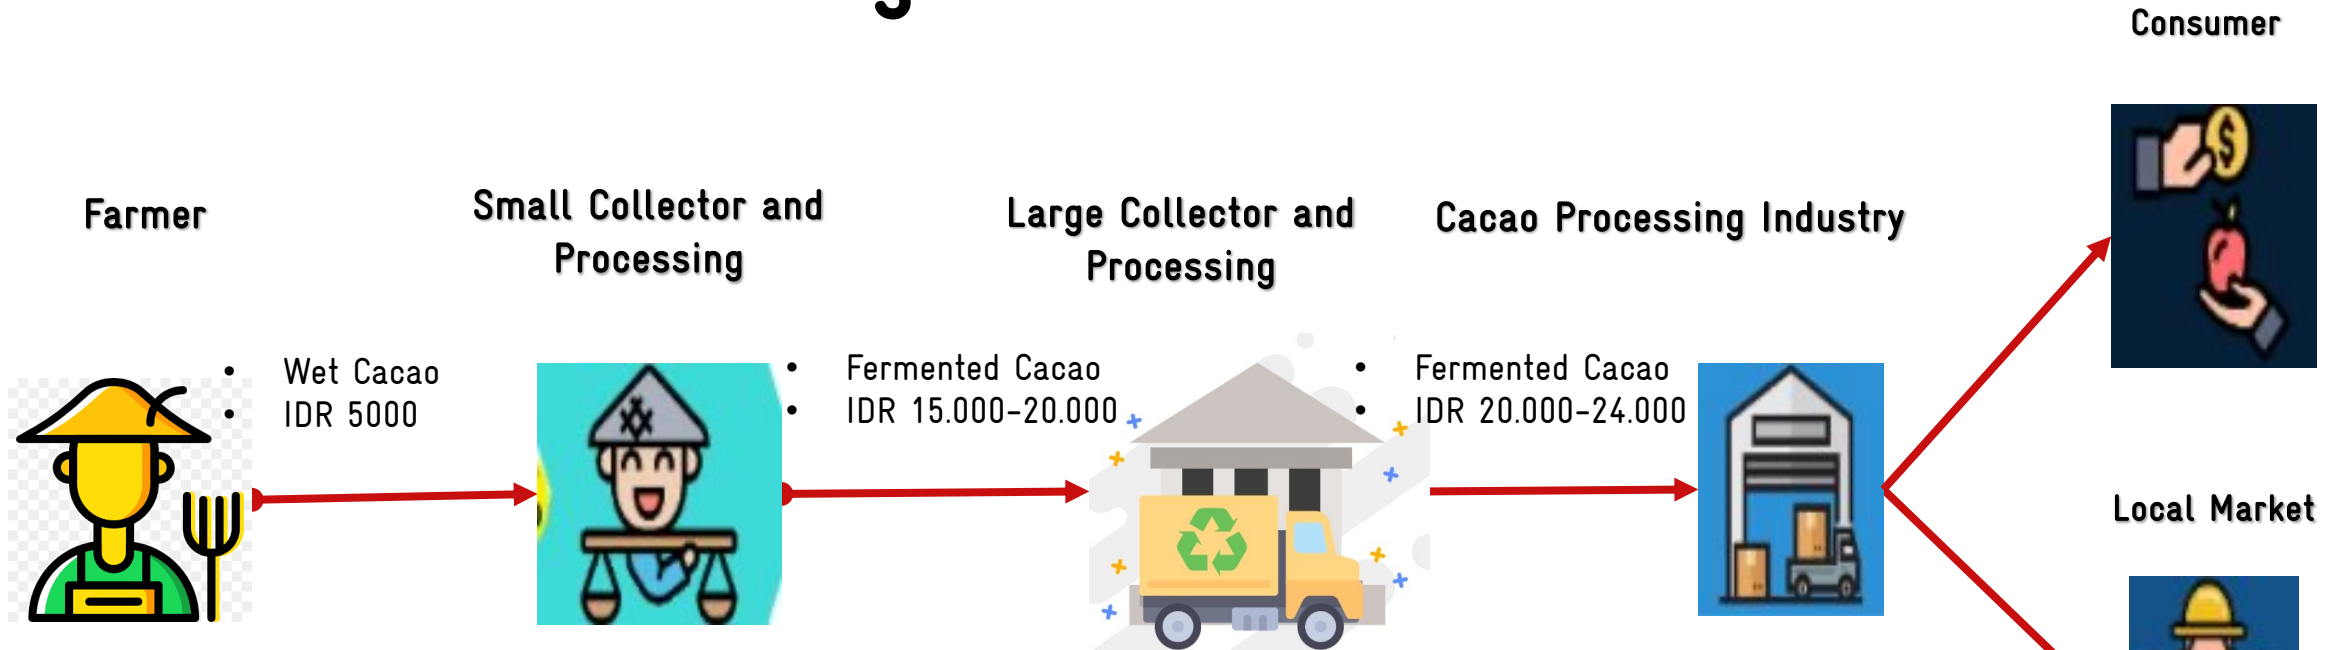 Consumer
Farmer
Small Collector and
Processing
Large Collector and
Processing
Cacao Processing Industry
• Wet Cacao
• IDR 5000
• Fermented Cacao
• IDR 15.000-20.000
• Fermented Cacao
• IDR 20.000-24.000
Local Market